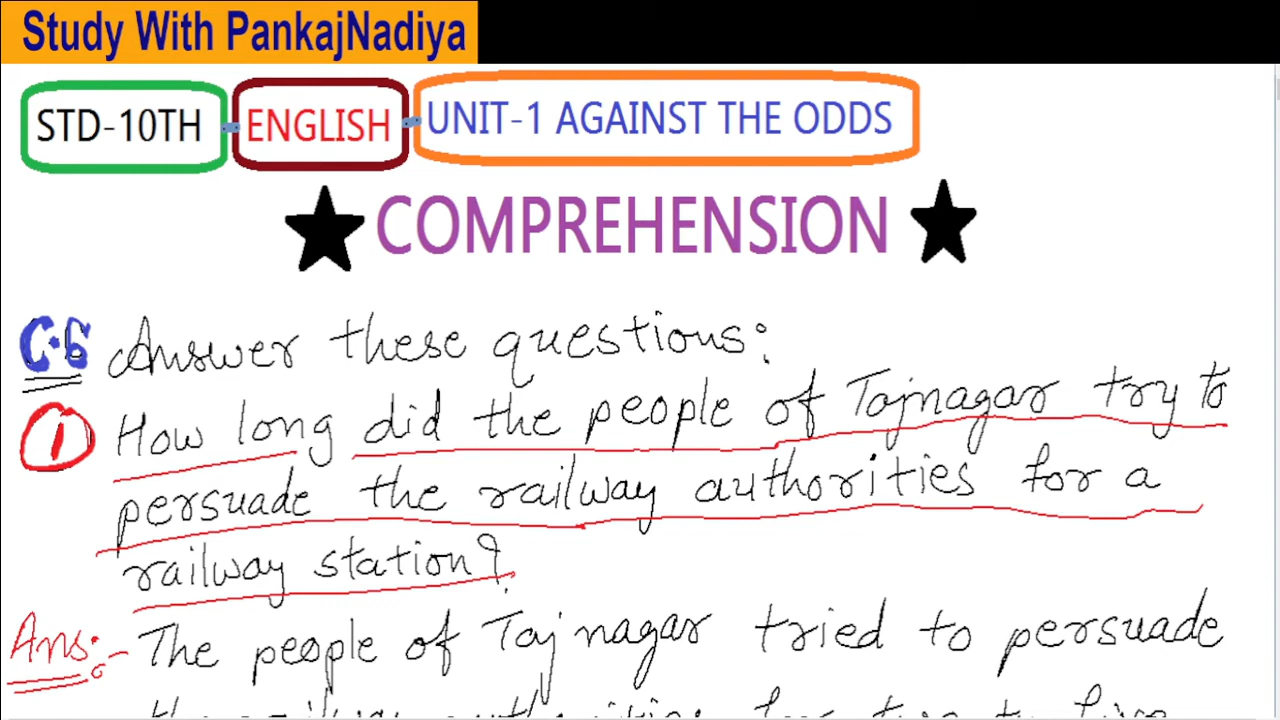 Study With PankajNadiya
STD-10TH ENGLISH UNIT-1 AGAINST THE ODDS
COMPREHENSION
C.6 Answer these questions:
1 How long did the people of Tajnagar try to
persuade the railway authorities for a
railway station?
Ans:- The people of Tajnagar tried to persuade